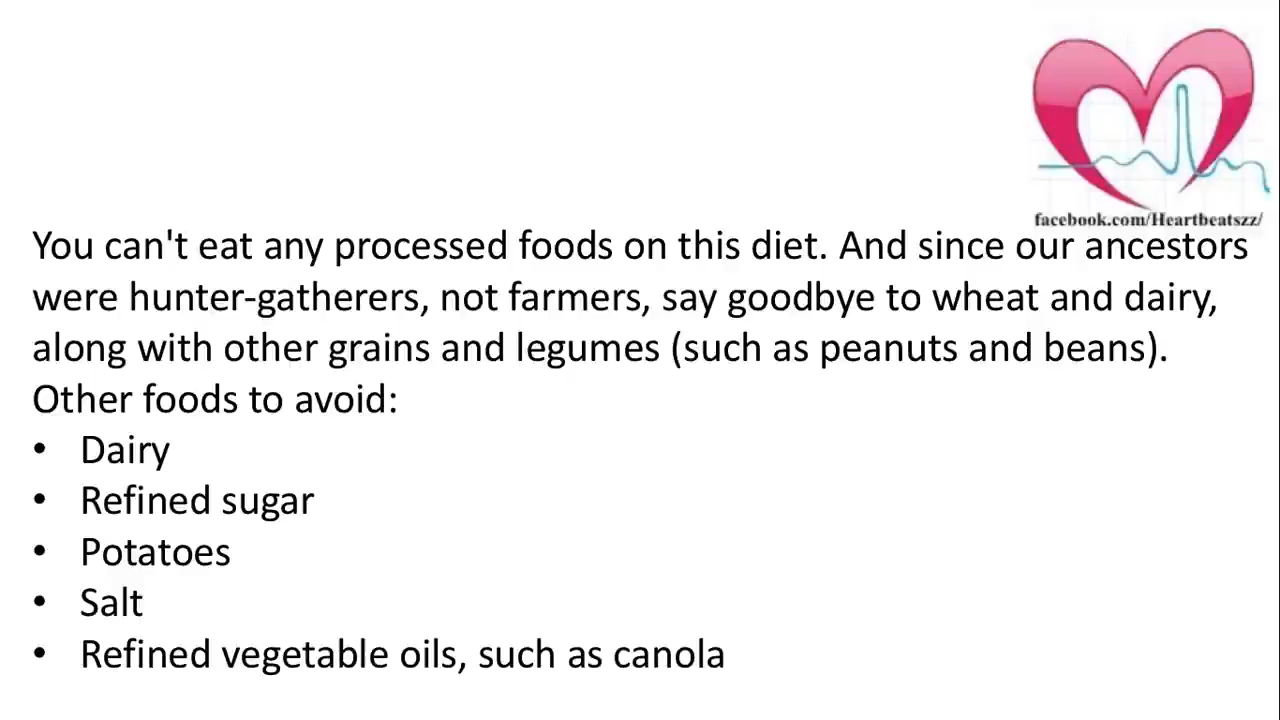 facebook.com/Heartbeatszz/
You can't eat any processed foods on this diet. And since our ancestors
were hunter-gatherers, not farmers, say goodbye to wheat and dairy,
along with other grains and legumes (such as peanuts and beans).
Other foods to avoid:
• Dairy
• Refined sugar
• Potatoes
• Salt
• Refined vegetable oils, such as canola